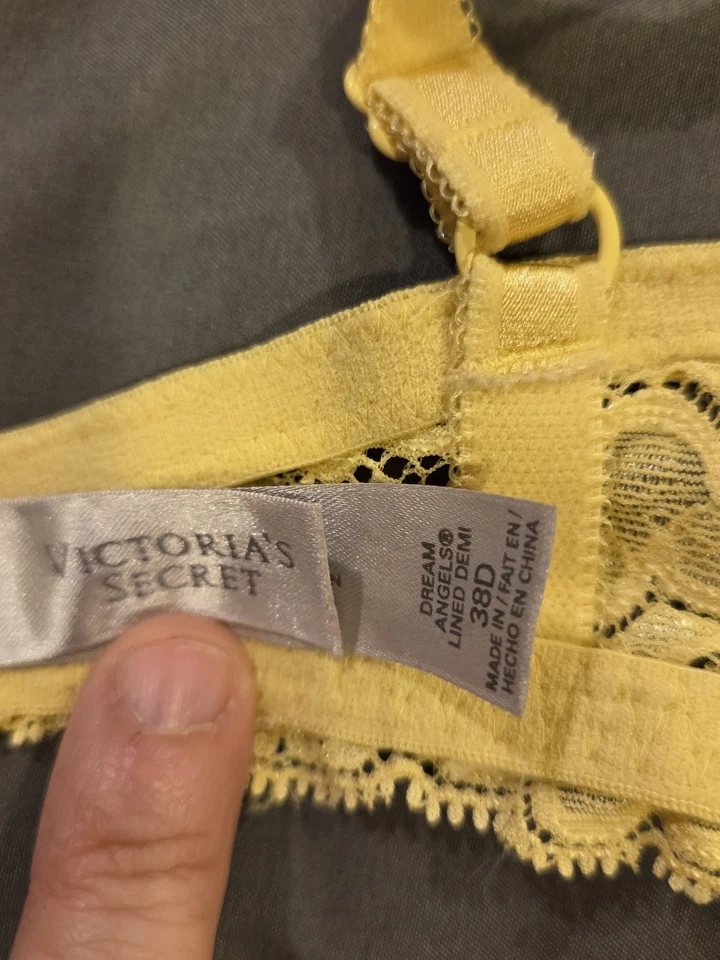 VICTORIA'S
SECRET
DREAM
ANGELS®
LINED DEMI
38D
MADE IN / FAIT EN /
HECHO EN CHINA